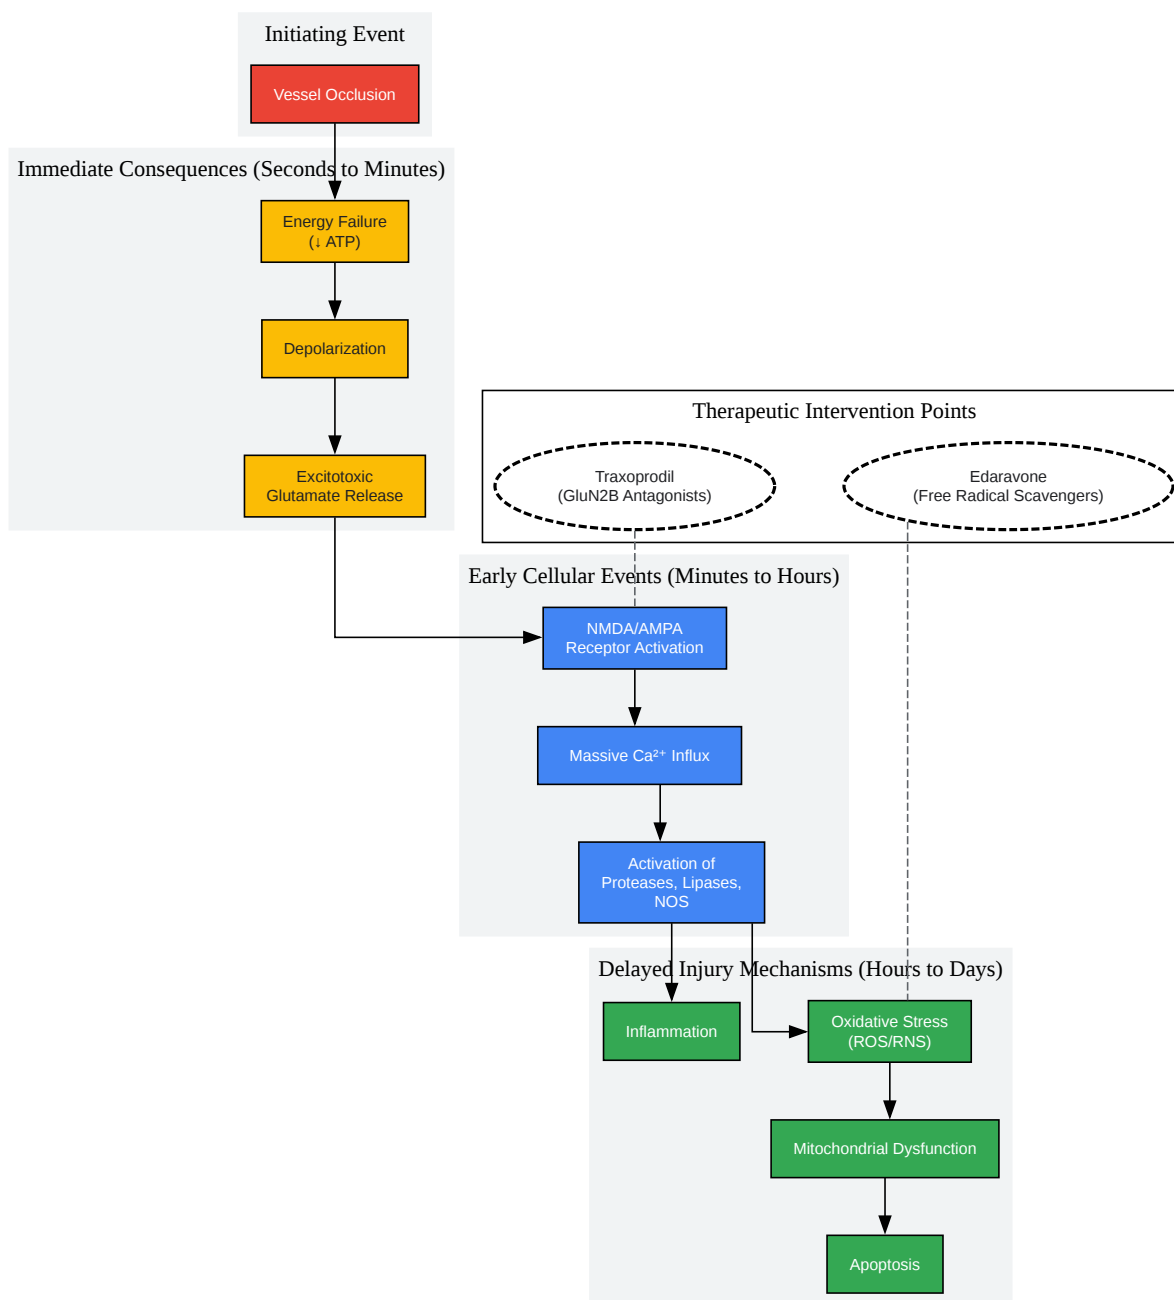 Initiating Event
Vessel Occlusion
Immediate Consequences (Seconds to Minutes)
Energy Failure
(↓ ATP)
Depolarization
Excitotoxic
Glutamate Release
Therapeutic Intervention Points
Traxoprodil
(GluN2B Antagonists)
Edaravone
(Free Radical Scavengers)
Early Cellular Events (Minutes to Hours)
NMDA/AMPA
Receptor Activation
Massive Ca²⁺ Influx
Activation of
Proteases, Lipases,
NOS
Delayed Injury Mechanisms (Hours to Days)
Inflammation
Oxidative Stress
(ROS/RNS)
Mitochondrial Dysfunction
Apoptosis